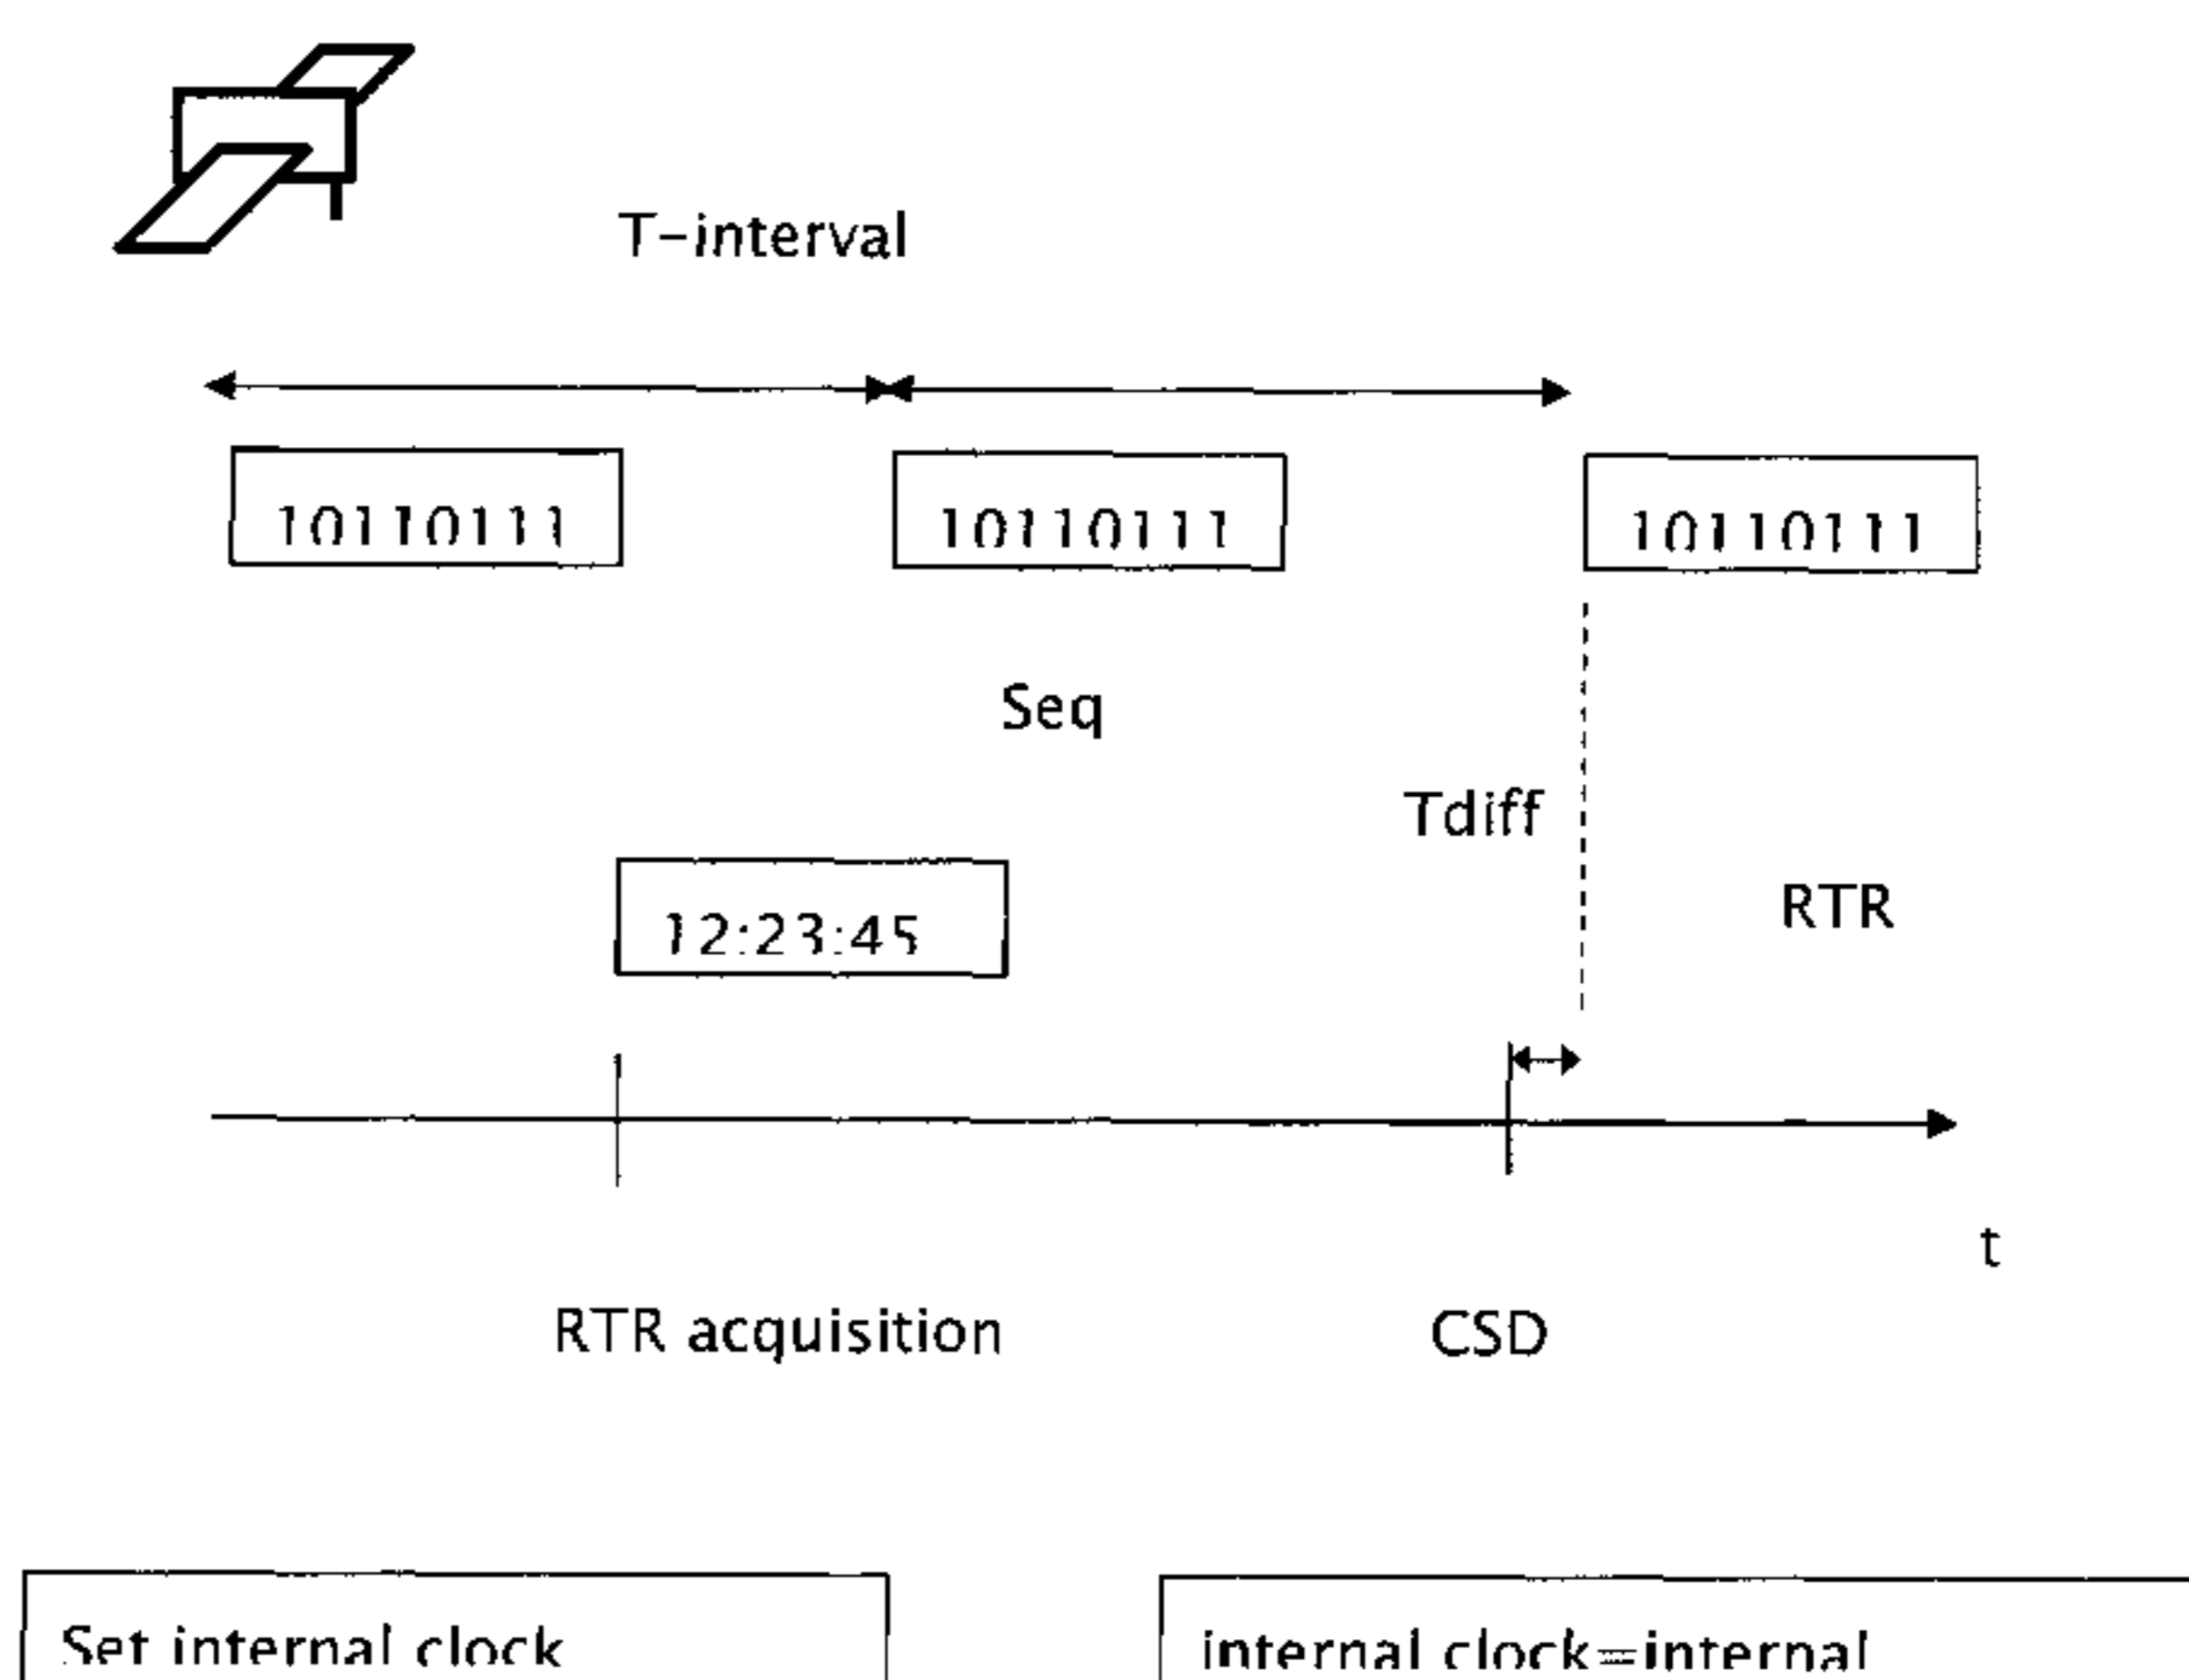 T-interval
10110111 10110111 10110111
Seq
Tdiff
RTR
12:23:45
t
RTR acquisition CSD
Set internal clock internal clock=internal